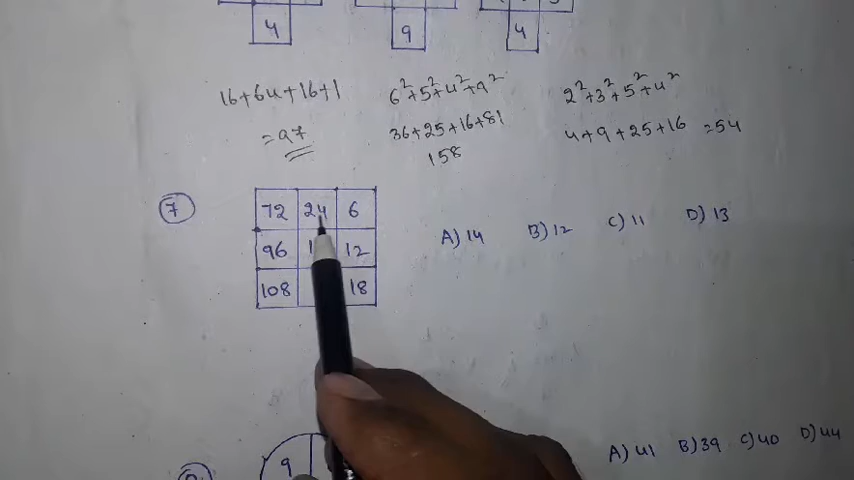 4 9 4
16+64+16+1 6²+5²+4²+9² 2²+3²+5²+4²
=97 36+25+16+81 4+9+25+16 =54
158
7 72 24 6
A) 14 B) 12 C) 11 D) 13
96 12
108 18
9 A) 41 B) 39 C) 40 D) 44